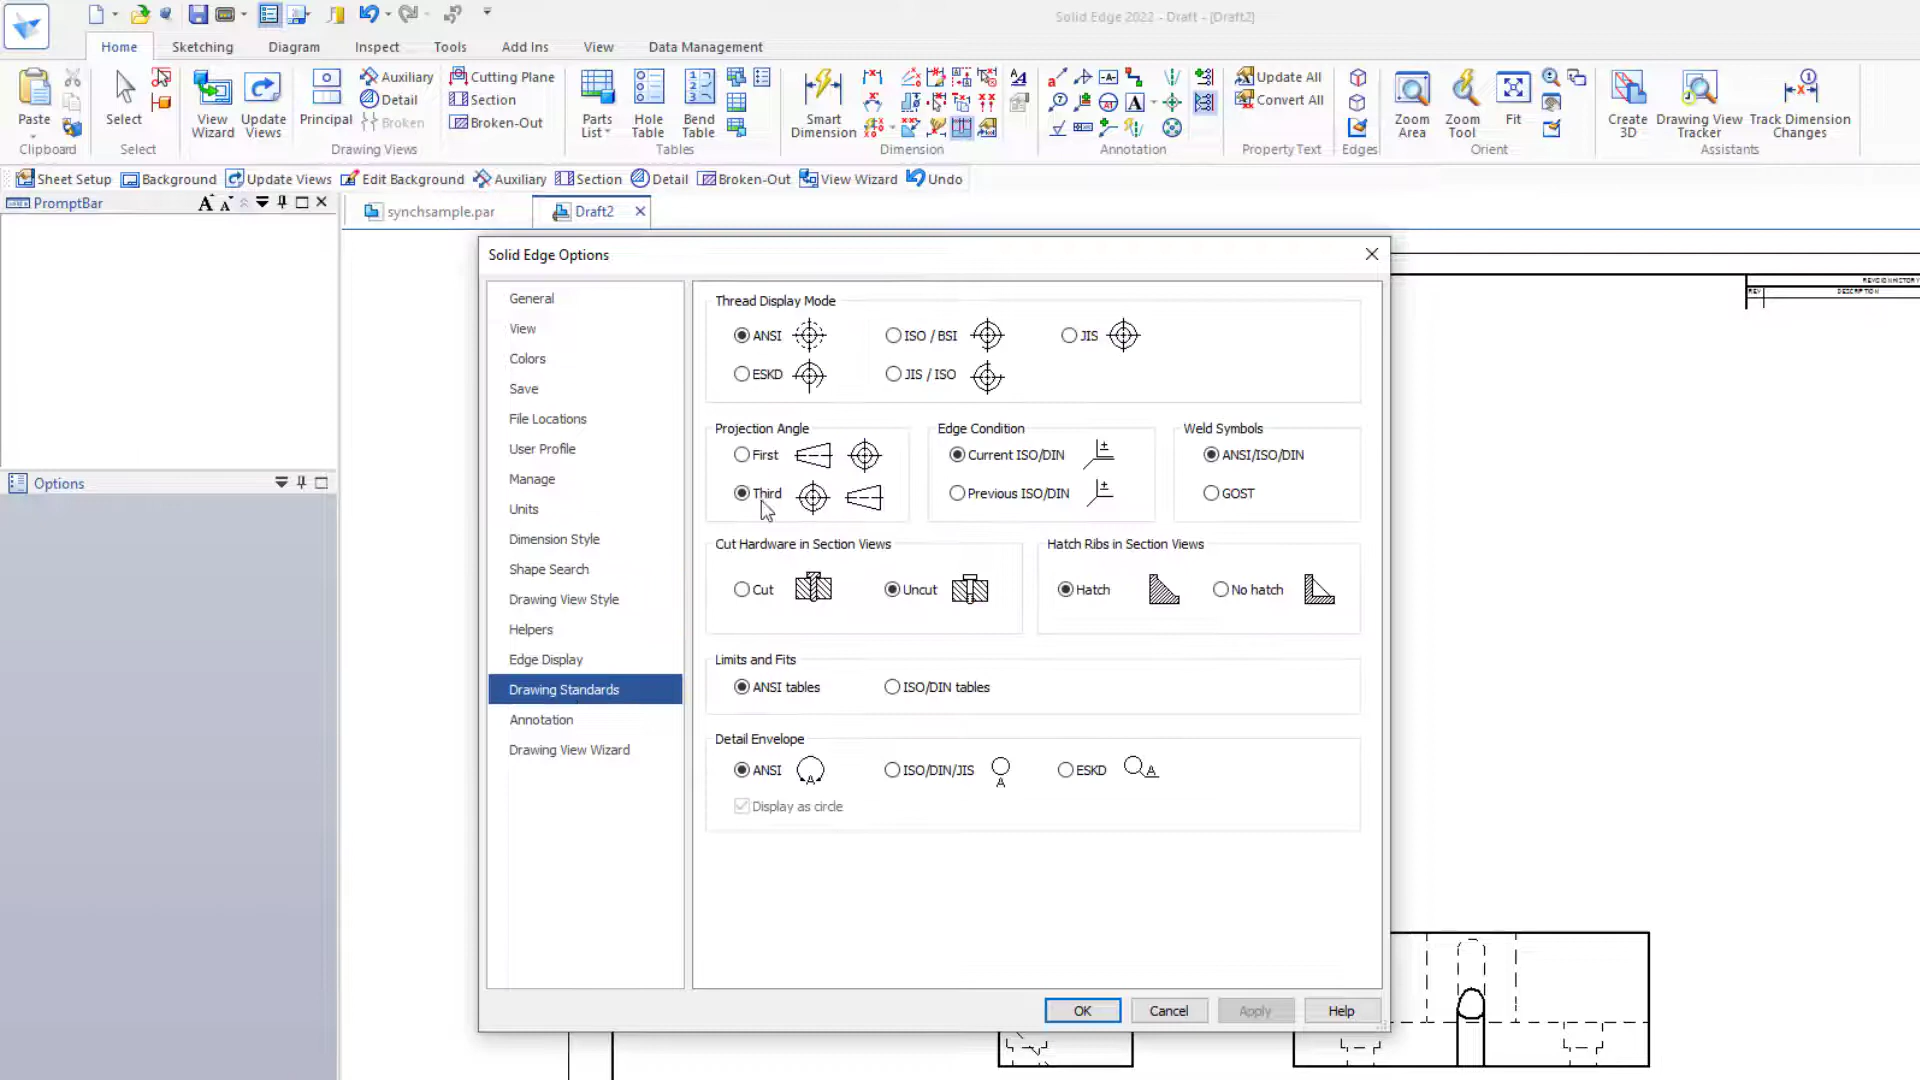 Solid Edge 2022 - Draft - [Draft2]
Home Sketching Diagram Inspect Tools Add Ins View Data Management
Paste
Clipboard
Select
Select
View Wizard
Update Views
Principal
Auxiliary
Detail
Broken
Cutting Plane
Section
Broken-Out
Drawing Views
Parts List
Hole Table
Bend Table
Tables
Smart Dimension
Dimension
A
Annotation
Update All
Convert All
Property Text
Edges
Zoom Area
Zoom Tool
Fit
Orient
Create 3D
Drawing View Tracker
Track Dimension Changes
Assistants
Sheet Setup Background Update Views Edit Background Auxiliary Section Detail Broken-Out View Wizard Undo
PromptBar
synchsample.par
Draft2
Options
REVISION HISTORY
REV DESCRIPTION
Solid Edge Options
General
View
Colors
Save
File Locations
User Profile
Manage
Units
Dimension Style
Shape Search
Drawing View Style
Helpers
Edge Display
Drawing Standards
Annotation
Drawing View Wizard
Thread Display Mode
ANSI ISO / BSI JIS
ESKD JIS / ISO
Projection Angle
First
Third
Edge Condition
Current ISO/DIN
Previous ISO/DIN
Weld Symbols
ANSI/ISO/DIN
GOST
Cut Hardware in Section Views
Cut Uncut
Hatch Ribs in Section Views
Hatch No hatch
Limits and Fits
ANSI tables ISO/DIN tables
Detail Envelope
ANSI A ISO/DIN/JIS A ESKD A
Display as circle
OK Cancel Apply Help